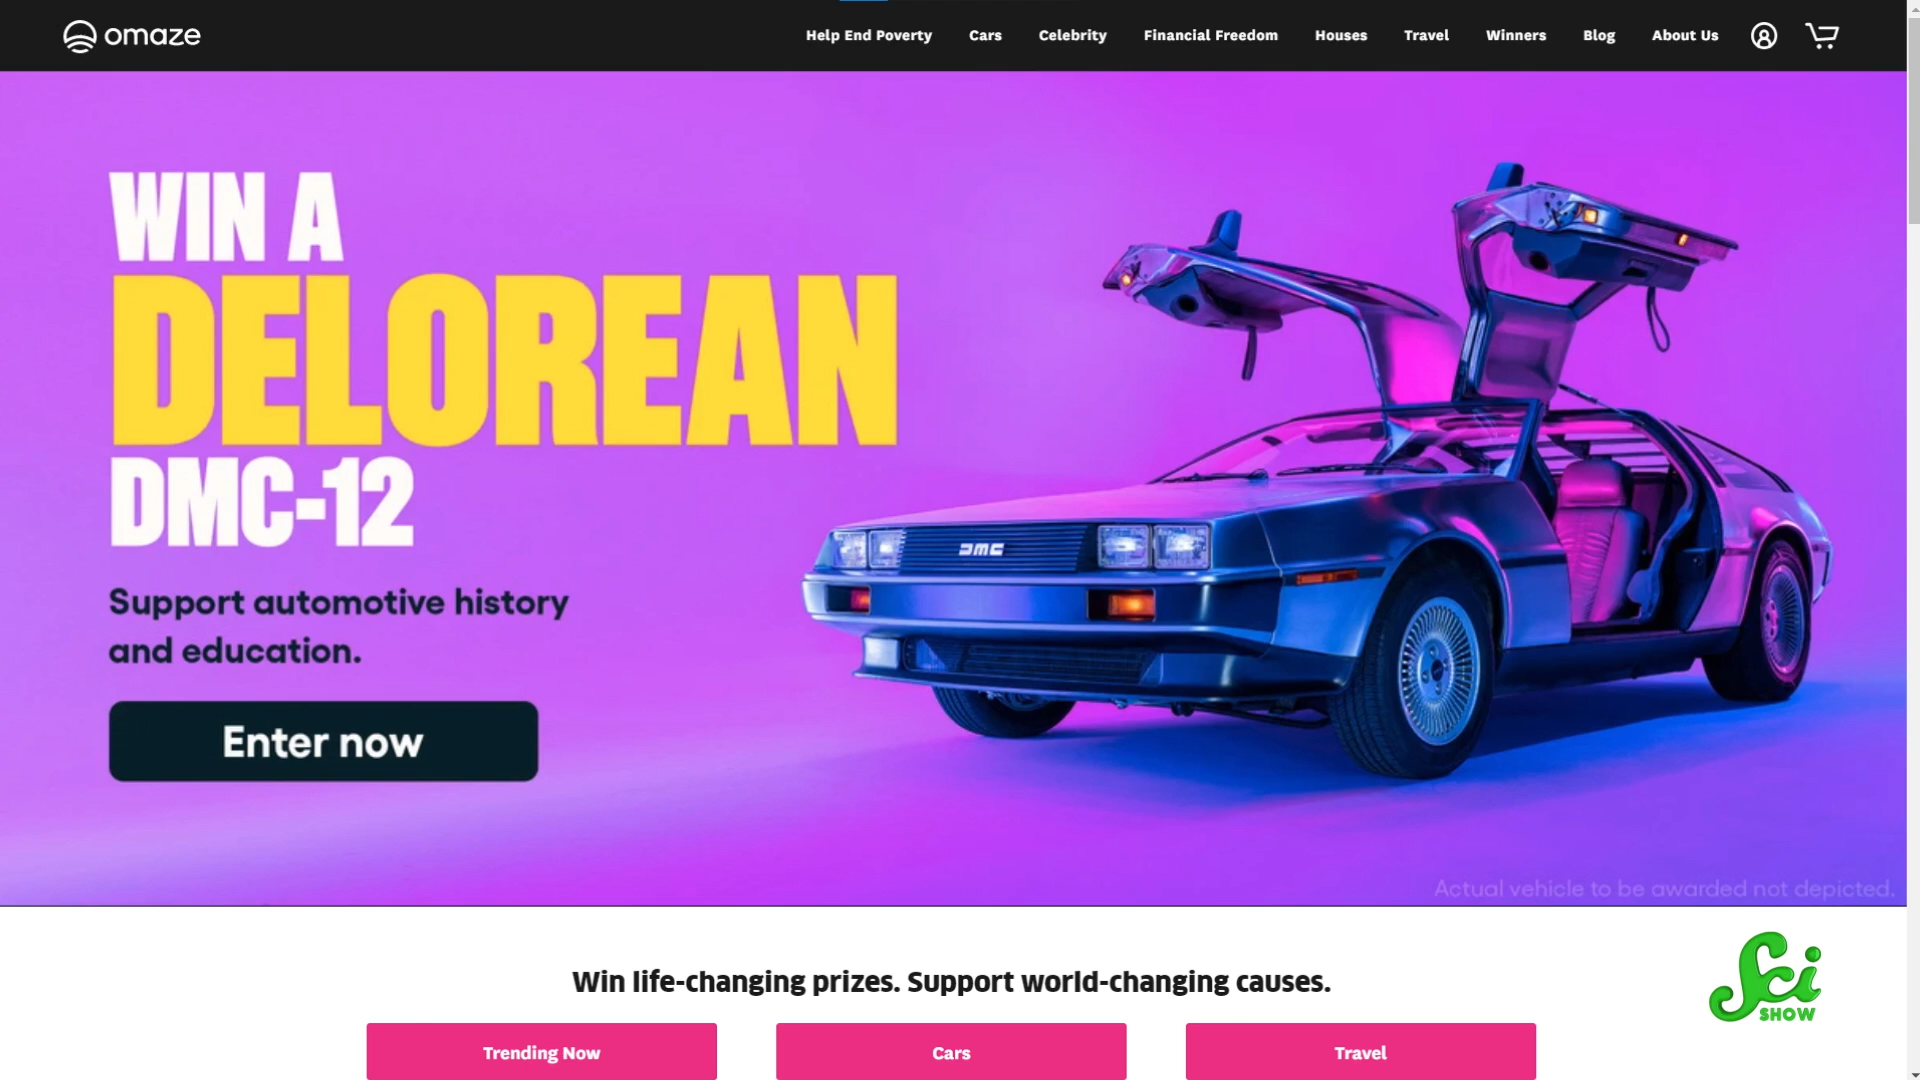 omaze
Help End Poverty Cars Celebrity Financial Freedom Houses Travel Winners Blog About Us
WIN A
DELOREAN
DMC-12
Support automotive history
and education.
Enter now
DMC
Actual vehicle to be awarded not depicted.
Win life-changing prizes. Support world-changing causes.
Sci
SHOW
Trending Now Cars Travel